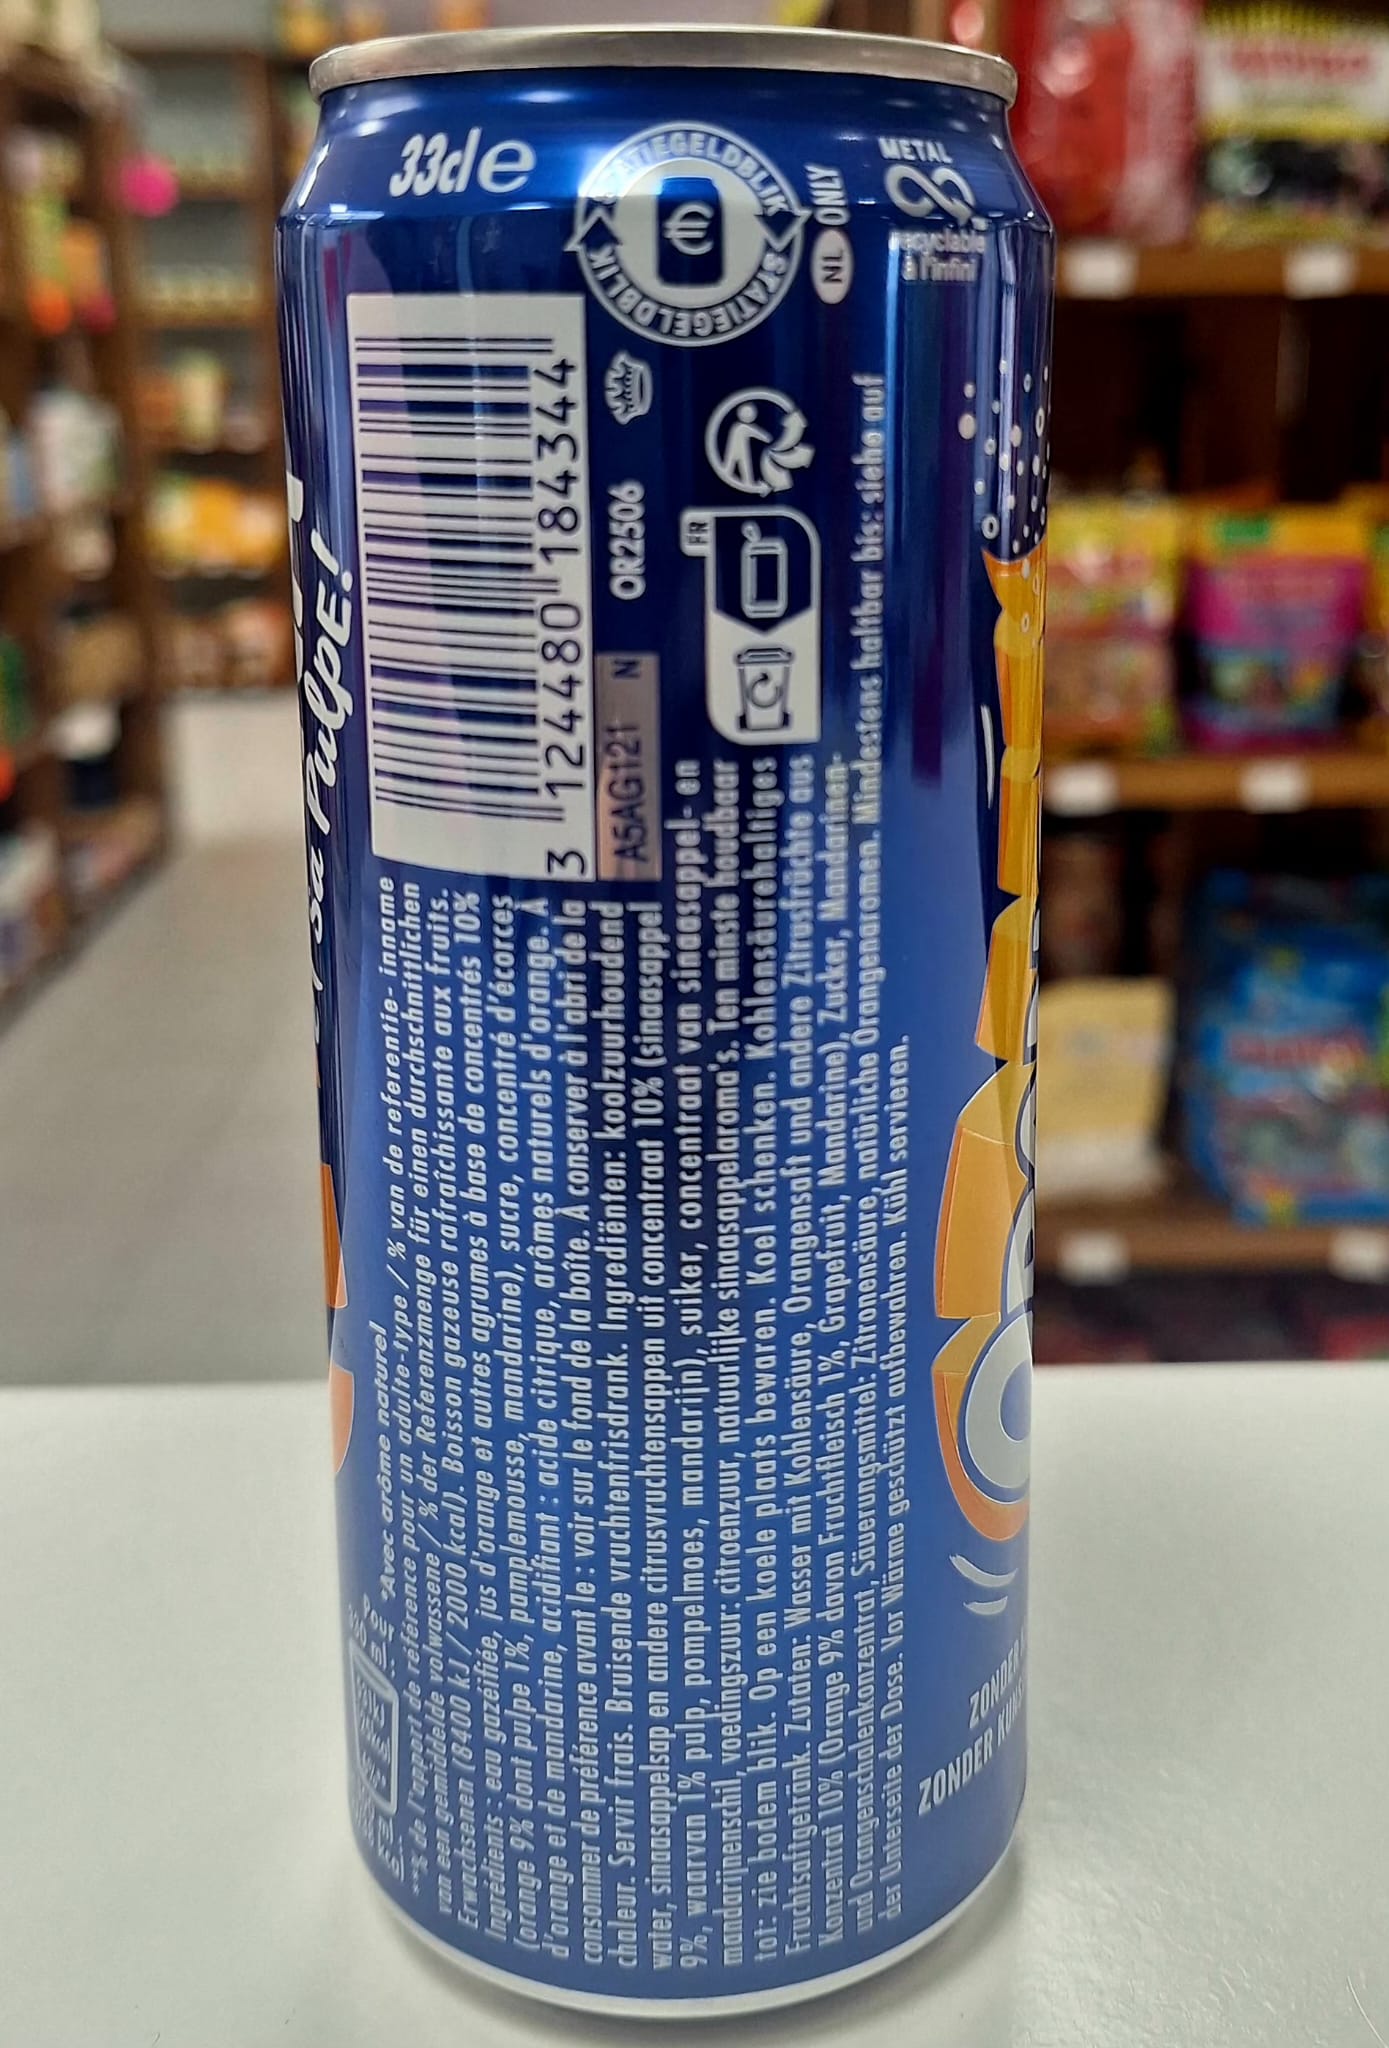 33cl e
STATIEGELDBLIK STATIEGELDBLIK
€
NL ONLY
METAL
recyclable
à l'infini
sa PulpE!
3 124480 184344
OR2506
A5AG121 N
FR
pour
330 ml:
*Avec arôme naturel
**% de l'apport de référence pour un adulte-type / % van de referentie- inname
van een gemiddelde volwassene / % der Referenzmenge für einen durchschnittlichen
Erwachsenen (8400 kJ / 2000 kcal). Boisson gazeuse rafraîchissante aux fruits.
Ingrédients : eau gazéifiée, jus d'orange et autres agrumes à base de concentrés 10%
(orange 9% dont pulpe 1%, pamplemousse, mandarine), sucre, concentré d'écorces
d'orange et de mandarine, acidifiant : acide citrique, arômes naturels d'orange. À
consommer de préférence avant le : voir sur le fond de la boîte. À conserver à l'abri de la
chaleur. Servir frais. Bruisende vruchtenfrisdrank. Ingrediënten: koolzuurhoudend
water, sinaasappelsap en andere citrusvruchtensappen uit concentraat 10% (sinaasappel
9%, waarvan 1% pulp, pompelmoes, mandarijn), suiker, concentraat van sinaasappel- en
mandarijnenschil, voedingszuur: citroenzuur, natuurlijke sinaasappelaroma's. Ten minste houdbaar
tot: zie bodem blik. Op een koele plaats bewaren. Koel schenken. Kohlensäurehaltiges
Fruchtsaftgetränk. Zutaten: Wasser mit Kohlensäure, Orangensaft und andere Zitrusfrüchte aus
Konzentrat 10% (Orange 9% davon Fruchtfleisch 1%, Grapefruit, Mandarine), Zucker, Mandarinen-
und Orangenschalenkonzentrat, Säuerungsmittel: Zitronensäure, natürliche Orangenaromen. Mindestens haltbar bis: siehe auf
der Unterseite der Dose. Vor Wärme geschützt aufbewahren. Kühl servieren.
ZONDER
ZONDER